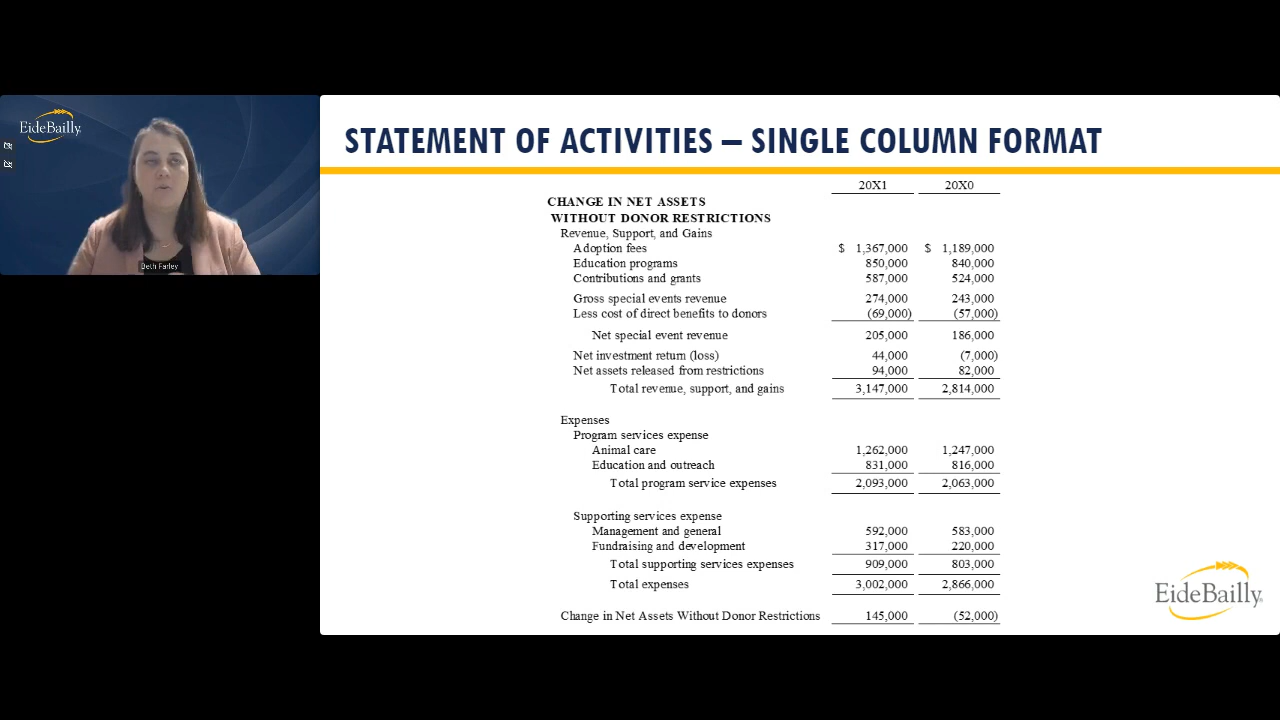 EideBailly
Beth Farley
STATEMENT OF ACTIVITIES – SINGLE COLUMN FORMAT
20X1 20X0
CHANGE IN NET ASSETS
WITHOUT DONOR RESTRICTIONS
Revenue, Support, and Gains
Adoption fees $ 1,367,000 $ 1,189,000
Education programs 850,000 840,000
Contributions and grants 587,000 524,000
Gross special events revenue 274,000 243,000
Less cost of direct benefits to donors (69,000) (57,000)
Net special event revenue 205,000 186,000
Net investment return (loss) 44,000 (7,000)
Net assets released from restrictions 94,000 82,000
Total revenue, support, and gains 3,147,000 2,814,000
Expenses
Program services expense
Animal care 1,262,000 1,247,000
Education and outreach 831,000 816,000
Total program service expenses 2,093,000 2,063,000
Supporting services expense
Management and general 592,000 583,000
Fundraising and development 317,000 220,000
Total supporting services expenses 909,000 803,000
Total expenses 3,002,000 2,866,000
Change in Net Assets Without Donor Restrictions 145,000 (52,000)
EideBailly